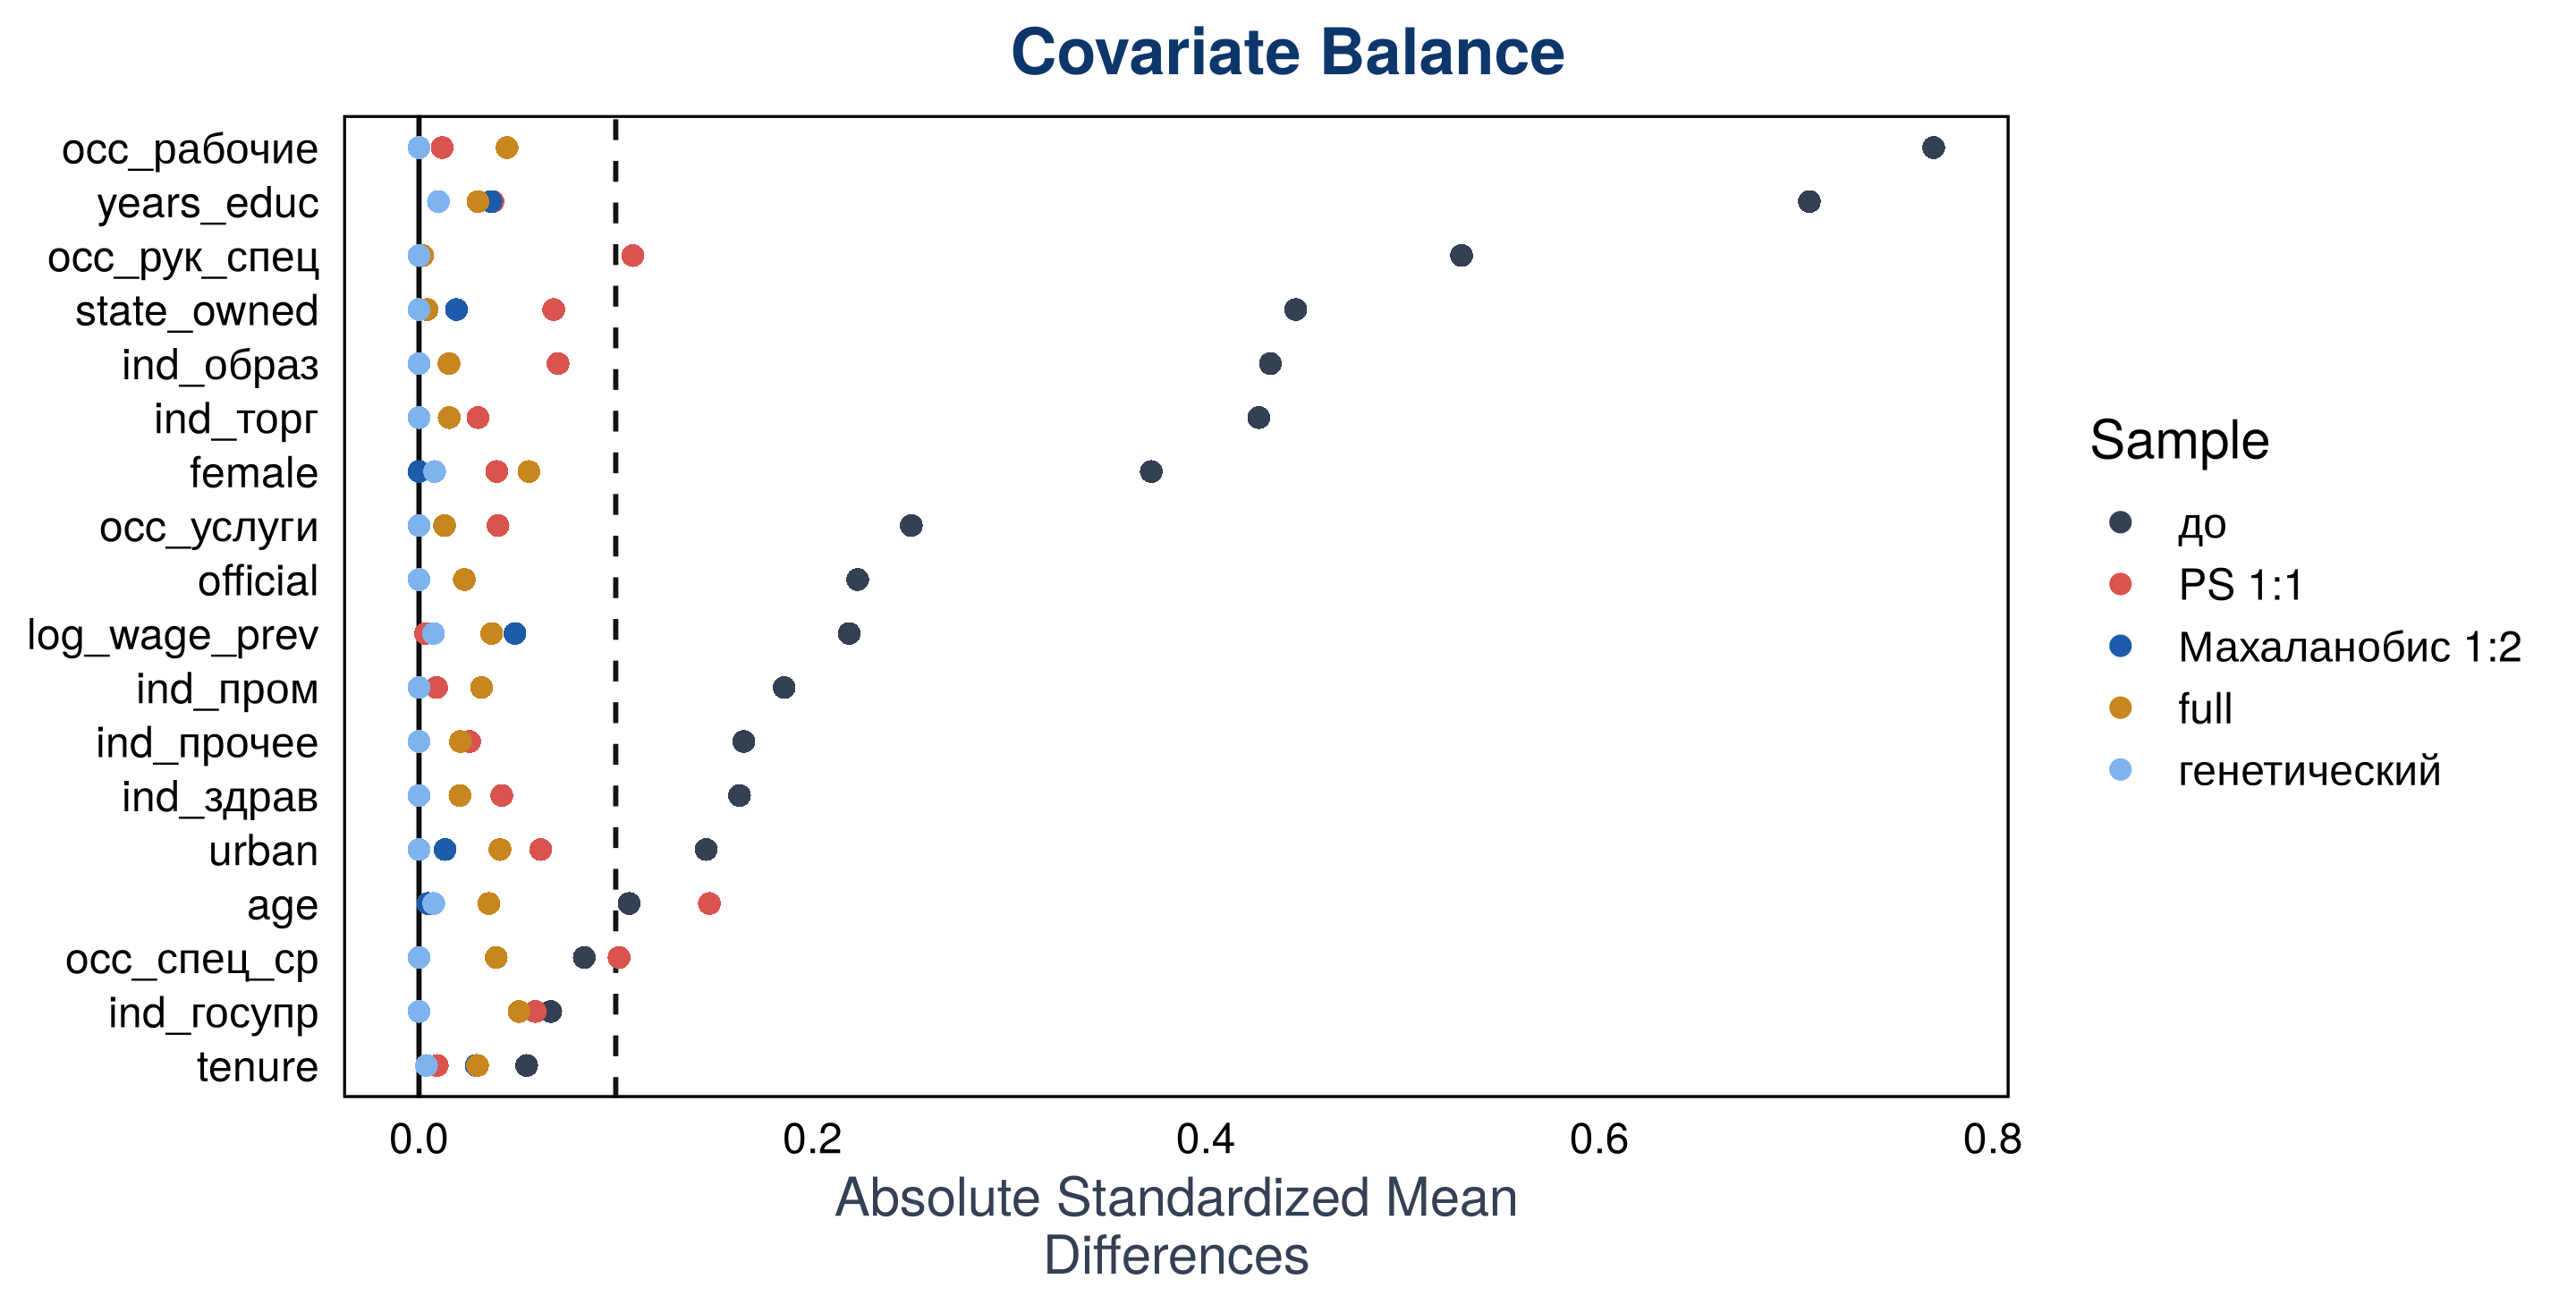 Covariate Balance
occ_рабочие
years_educ
occ_рук_спец
state_owned
ind_образ
ind_торг
female
occ_услуги
official
log_wage_prev
ind_пром
ind_прочее
ind_здрав
urban
age
occ_спец_ср
ind_госупр
tenure
0.0 0.2 0.4 0.6 0.8
Absolute Standardized Mean
Differences
Sample
до
PS 1:1
Махаланобис 1:2
full
генетический